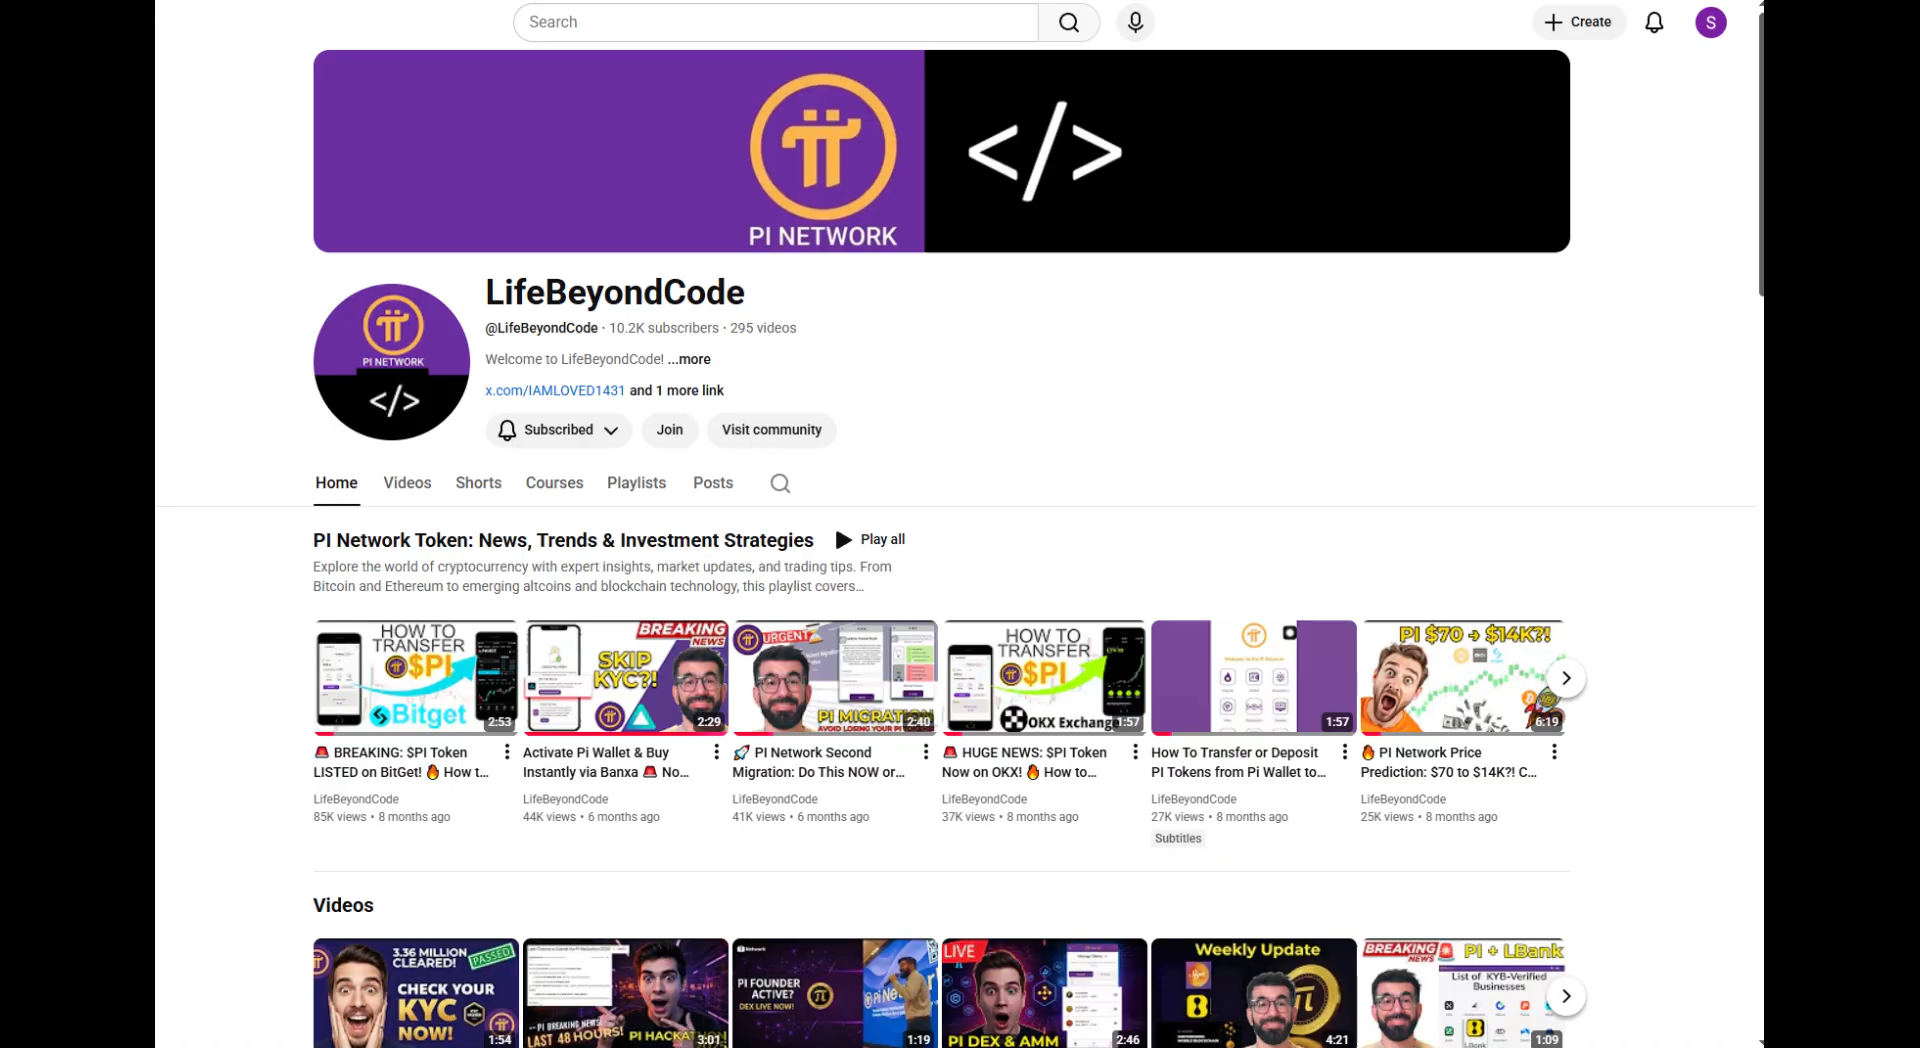 Search
Create
S
PI NETWORK
</>
PI NETWORK
</>
LifeBeyondCode
@LifeBeyondCode · 10.2K subscribers · 295 videos
Welcome to LifeBeyondCode! ...more
x.com/IAMLOVED1431 and 1 more link
Subscribed
Join
Visit community
Home
Videos
Shorts
Courses
Playlists
Posts
PI Network Token: News, Trends & Investment Strategies
Play all
Explore the world of cryptocurrency with expert insights, market updates, and trading tips. From
Bitcoin and Ethereum to emerging altcoins and blockchain technology, this playlist covers...
HOW TO
TRANSFER
$PI
Bitget
2:53
🚨 BREAKING: $PI Token
LISTED on BitGet! 🔥 How t...
LifeBeyondCode
85K views • 8 months ago
BREAKING
NEWS
SKIP
KYC?!
2:29
Activate Pi Wallet & Buy
Instantly via Banxa 🚨 No...
LifeBeyondCode
44K views • 6 months ago
URGENT
PI MIGRATION
AVOID LOSING YOUR PI
2:40
🚀 PI Network Second
Migration: Do This NOW or...
LifeBeyondCode
41K views • 6 months ago
HOW TO
TRANSFER
$PI
OKX Exchang
1:57
🚨 HUGE NEWS: $PI Token
Now on OKX! 🔥 How to...
LifeBeyondCode
37K views • 8 months ago
1:57
How To Transfer or Deposit
PI Tokens from Pi Wallet to...
LifeBeyondCode
27K views • 8 months ago
Subtitles
PI $70 → $14K?!
6:19
🔥 PI Network Price
Prediction: $70 to $14K?! C...
LifeBeyondCode
25K views • 8 months ago
Videos
3.36 MILLION
CLEARED!
PASSED
CHECK YOUR
KYC
NOW!
1:54
PI BREAKING NEWS
LAST 48 HOURS!
PI HACKATHON
3:01
Network
PI FOUNDER
ACTIVE?
DEX LIVE NOW!
1:19
LIVE
PI DEX & AMM
2:46
Weekly Update
4:21
BREAKING
NEWS
PI + LBank
List of KYB-Verified
Businesses
LBank
1:09